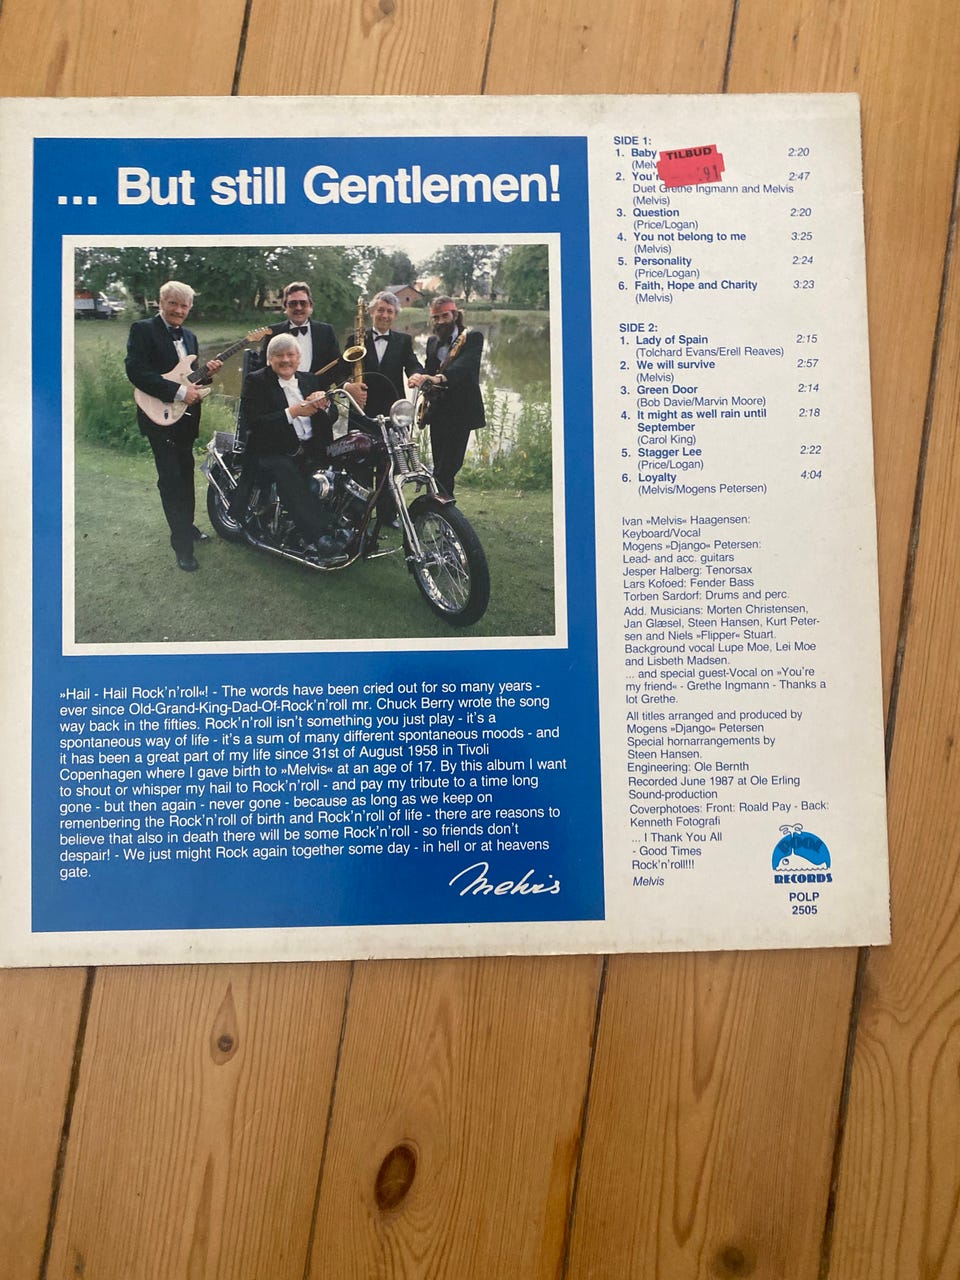 ... But still Gentlemen!
»Hail - Hail Rock'n'roll«! - The words have been cried out for so many years -
ever since Old-Grand-King-Dad-Of-Rock'n'roll mr. Chuck Berry wrote the song
way back in the fifties. Rock'n'roll isn't something you just play - it's a
spontaneous way of life - it's a sum of many different spontaneous moods - and
it has been a great part of my life since 31st of August 1958 in Tivoli
Copenhagen where I gave birth to »Melvis« at an age of 17. By this album I want
to shout or whisper my hail to Rock'n'roll - and pay my tribute to a time long
gone - but then again - never gone - because as long as we keep on
remembering the Rock'n'roll of birth and Rock'n'roll of life - there are reasons to
believe that also in death there will be some Rock'n'roll - so friends don't
despair! - We just might Rock again together some day - in hell or at heavens
gate.
Melvis
SIDE 1:
1. Baby 2:20
TILBUD
2. 2:47
Duet Grethe Ingmann and Melvis
(Melvis)
3. Question 2:20
(Price/Logan)
4. You not belong to me 3:25
(Melvis)
5. Personality 2:24
(Price/Logan)
6. Faith, Hope and Charity 3:23
(Melvis)
SIDE 2:
1. Lady of Spain 2:15
(Tolchard Evans/Erell Reaves)
2. We will survive 2:57
(Melvis)
3. Green Door 2:14
(Bob Davie/Marvin Moore)
4. It might as well rain until 2:18
September
(Carol King)
5. Stagger Lee 2:22
(Price/Logan)
6. Loyalty 4:04
(Melvis/Mogens Petersen)
Ivan »Melvis« Haagensen:
Keyboard/Vocal
Mogens »Django« Petersen:
Lead- and acc. guitars
Jesper Halberg: Tenorsax
Lars Kofoed: Fender Bass
Torben Sardorf: Drums and perc.
Add. Musicians: Morten Christensen,
Jan Glæsel, Steen Hansen, Kurt Peter-
sen and Niels »Flipper« Stuart.
Background vocal Lupe Moe, Lei Moe
and Lisbeth Madsen.
... and special guest-Vocal on »You're
my friend« - Grethe Ingmann - Thanks a
lot Grethe.
All titles arranged and produced by
Mogens »Django« Petersen
Special hornarrangements by
Steen Hansen.
Engineering: Ole Bernth
Recorded June 1987 at Ole Erling
Sound-production
Coverphotoes: Front: Roald Pay - Back:
Kenneth Fotografi
... I Thank You All
- Good Times
Rock'n'roll!!!
Melvis
POOL
RECORDS
POLP
2505